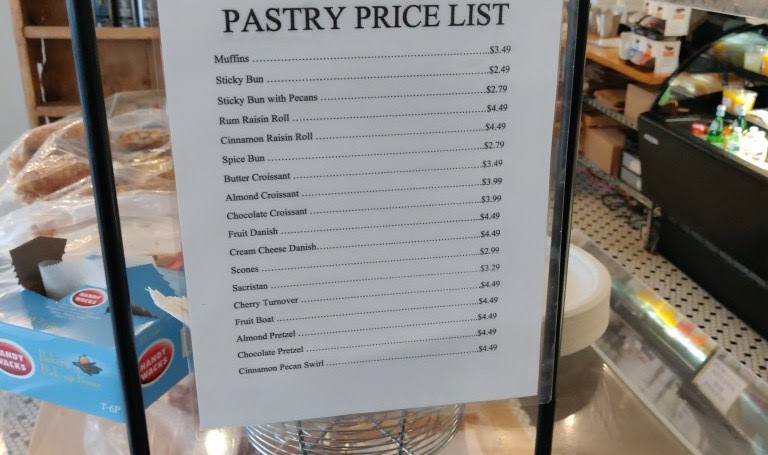 PASTRY PRICE LIST
Muffins ........ $3.49
Sticky Bun ........ $2.49
Sticky Bun with Pecans ........ $2.79
Rum Raisin Roll ........ $4.49
Cinnamon Raisin Roll ........ $4.49
Spice Bun ........ $2.79
Butter Croissant ........ $3.49
Almond Croissant ........ $3.99
Chocolate Croissant ........ $3.99
Fruit Danish ........ $4.49
Cream Cheese Danish ........ $4.49
Scones ........ $2.99
Sacristan ........ $3.29
Cherry Turnover ........ $4.49
Fruit Boat ........ $4.49
Almond Pretzel ........ $4.49
Chocolate Pretzel ........ $4.49
Cinnamon Pecan Swirl ........ $4.49
HANDY WACKS
HANDY WACKS
HANDY WACKS
T-6P